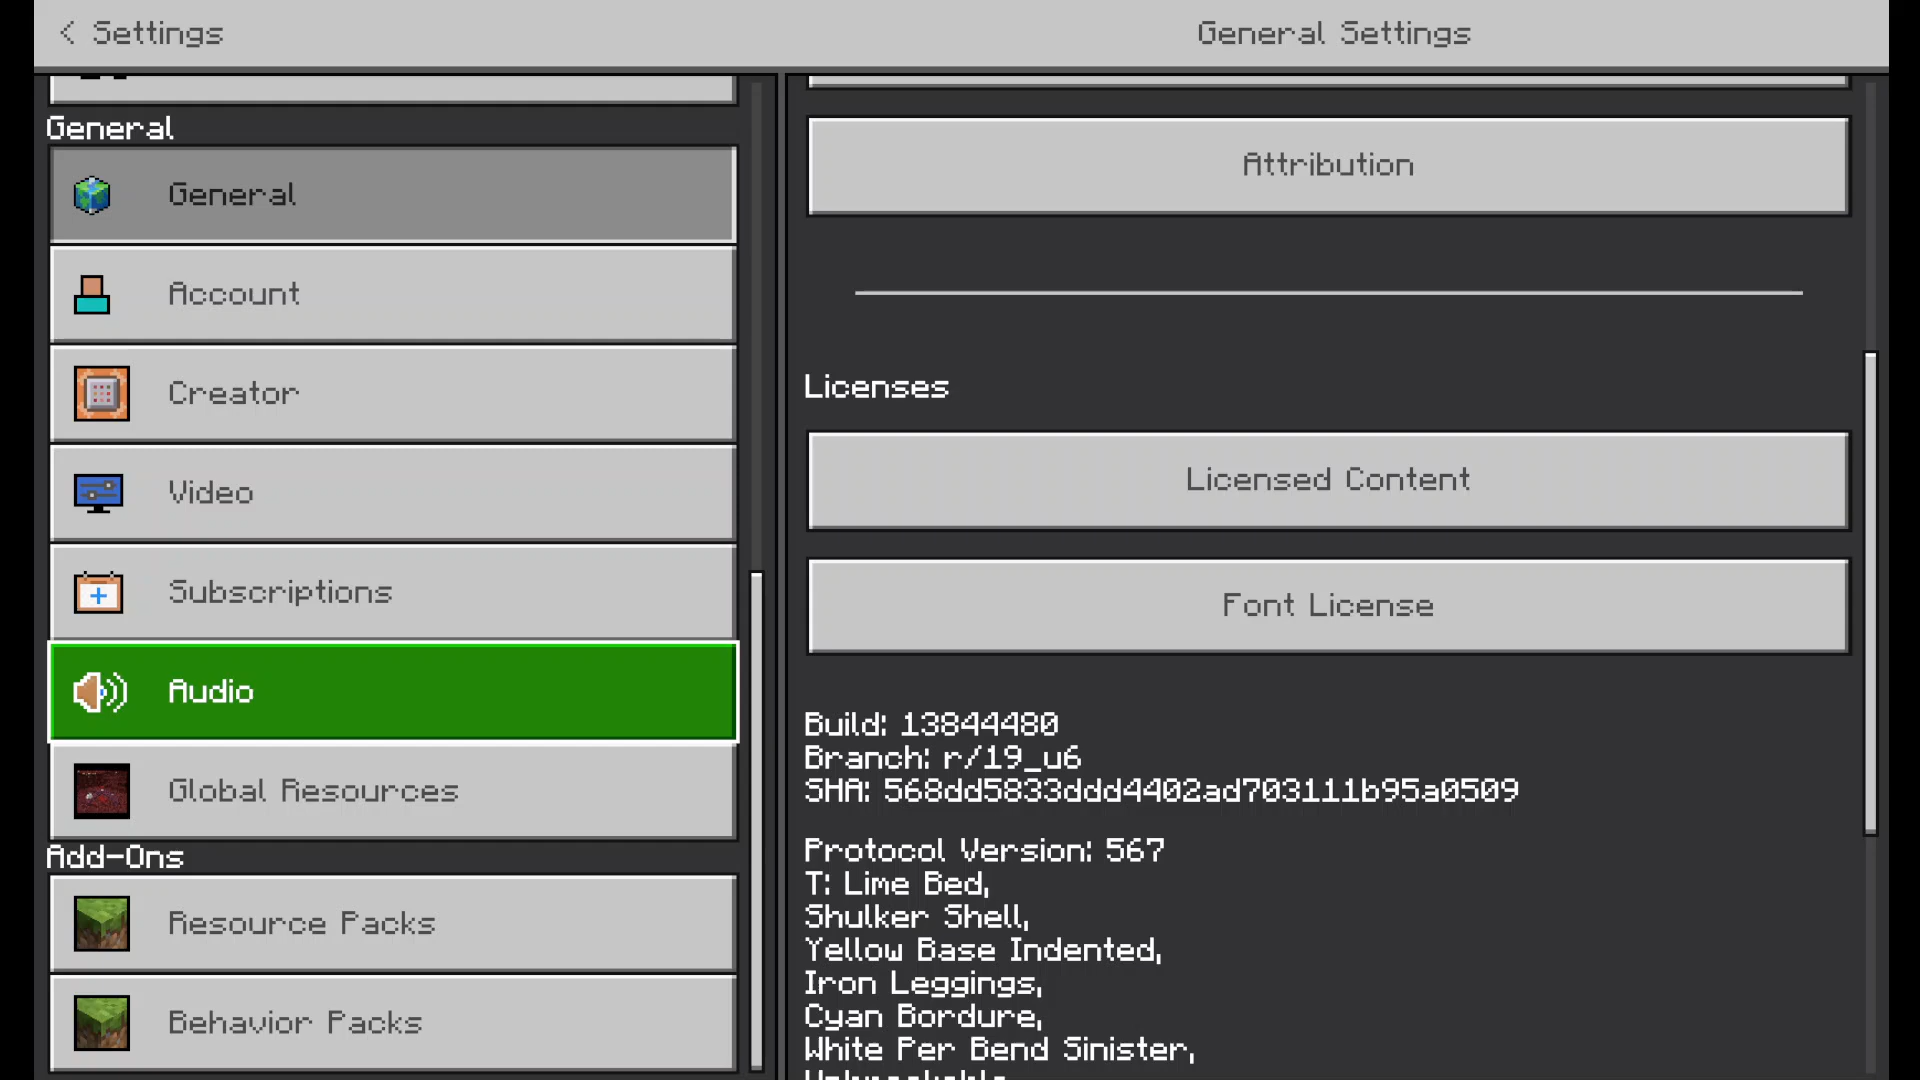 < Settings
General Settings
General
General
Account
Creator
Video
Subscriptions
Audio
Global Resources
Add-Ons
Resource Packs
Behavior Packs
Attribution
Licenses
Licensed Content
Font License
Build: 13844480
Branch: r/19_u6
SHA: 568dd5833ddd4402ad703111b95a0509
Protocol Version: 567
T: Lime Bed,
Shulker Shell,
Yellow Base Indented,
Iron Leggings,
Cyan Bordure,
White Per Bend Sinister,